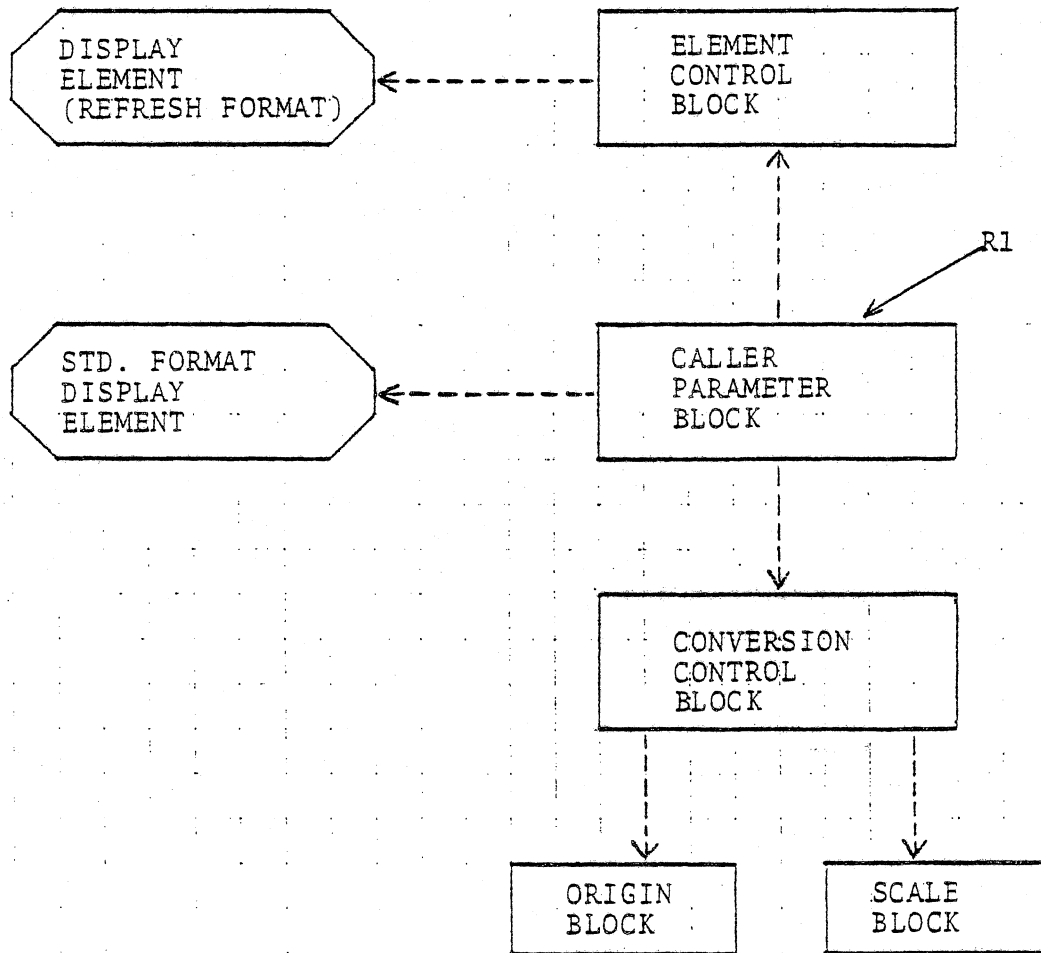 DISPLAY
ELEMENT
(REFRESH FORMAT)
ELEMENT
CONTROL
BLOCK
R1
STD. FORMAT
DISPLAY
ELEMENT
CALLER
PARAMETER
BLOCK
CONVERSION
CONTROL
BLOCK
ORIGIN
BLOCK
SCALE
BLOCK